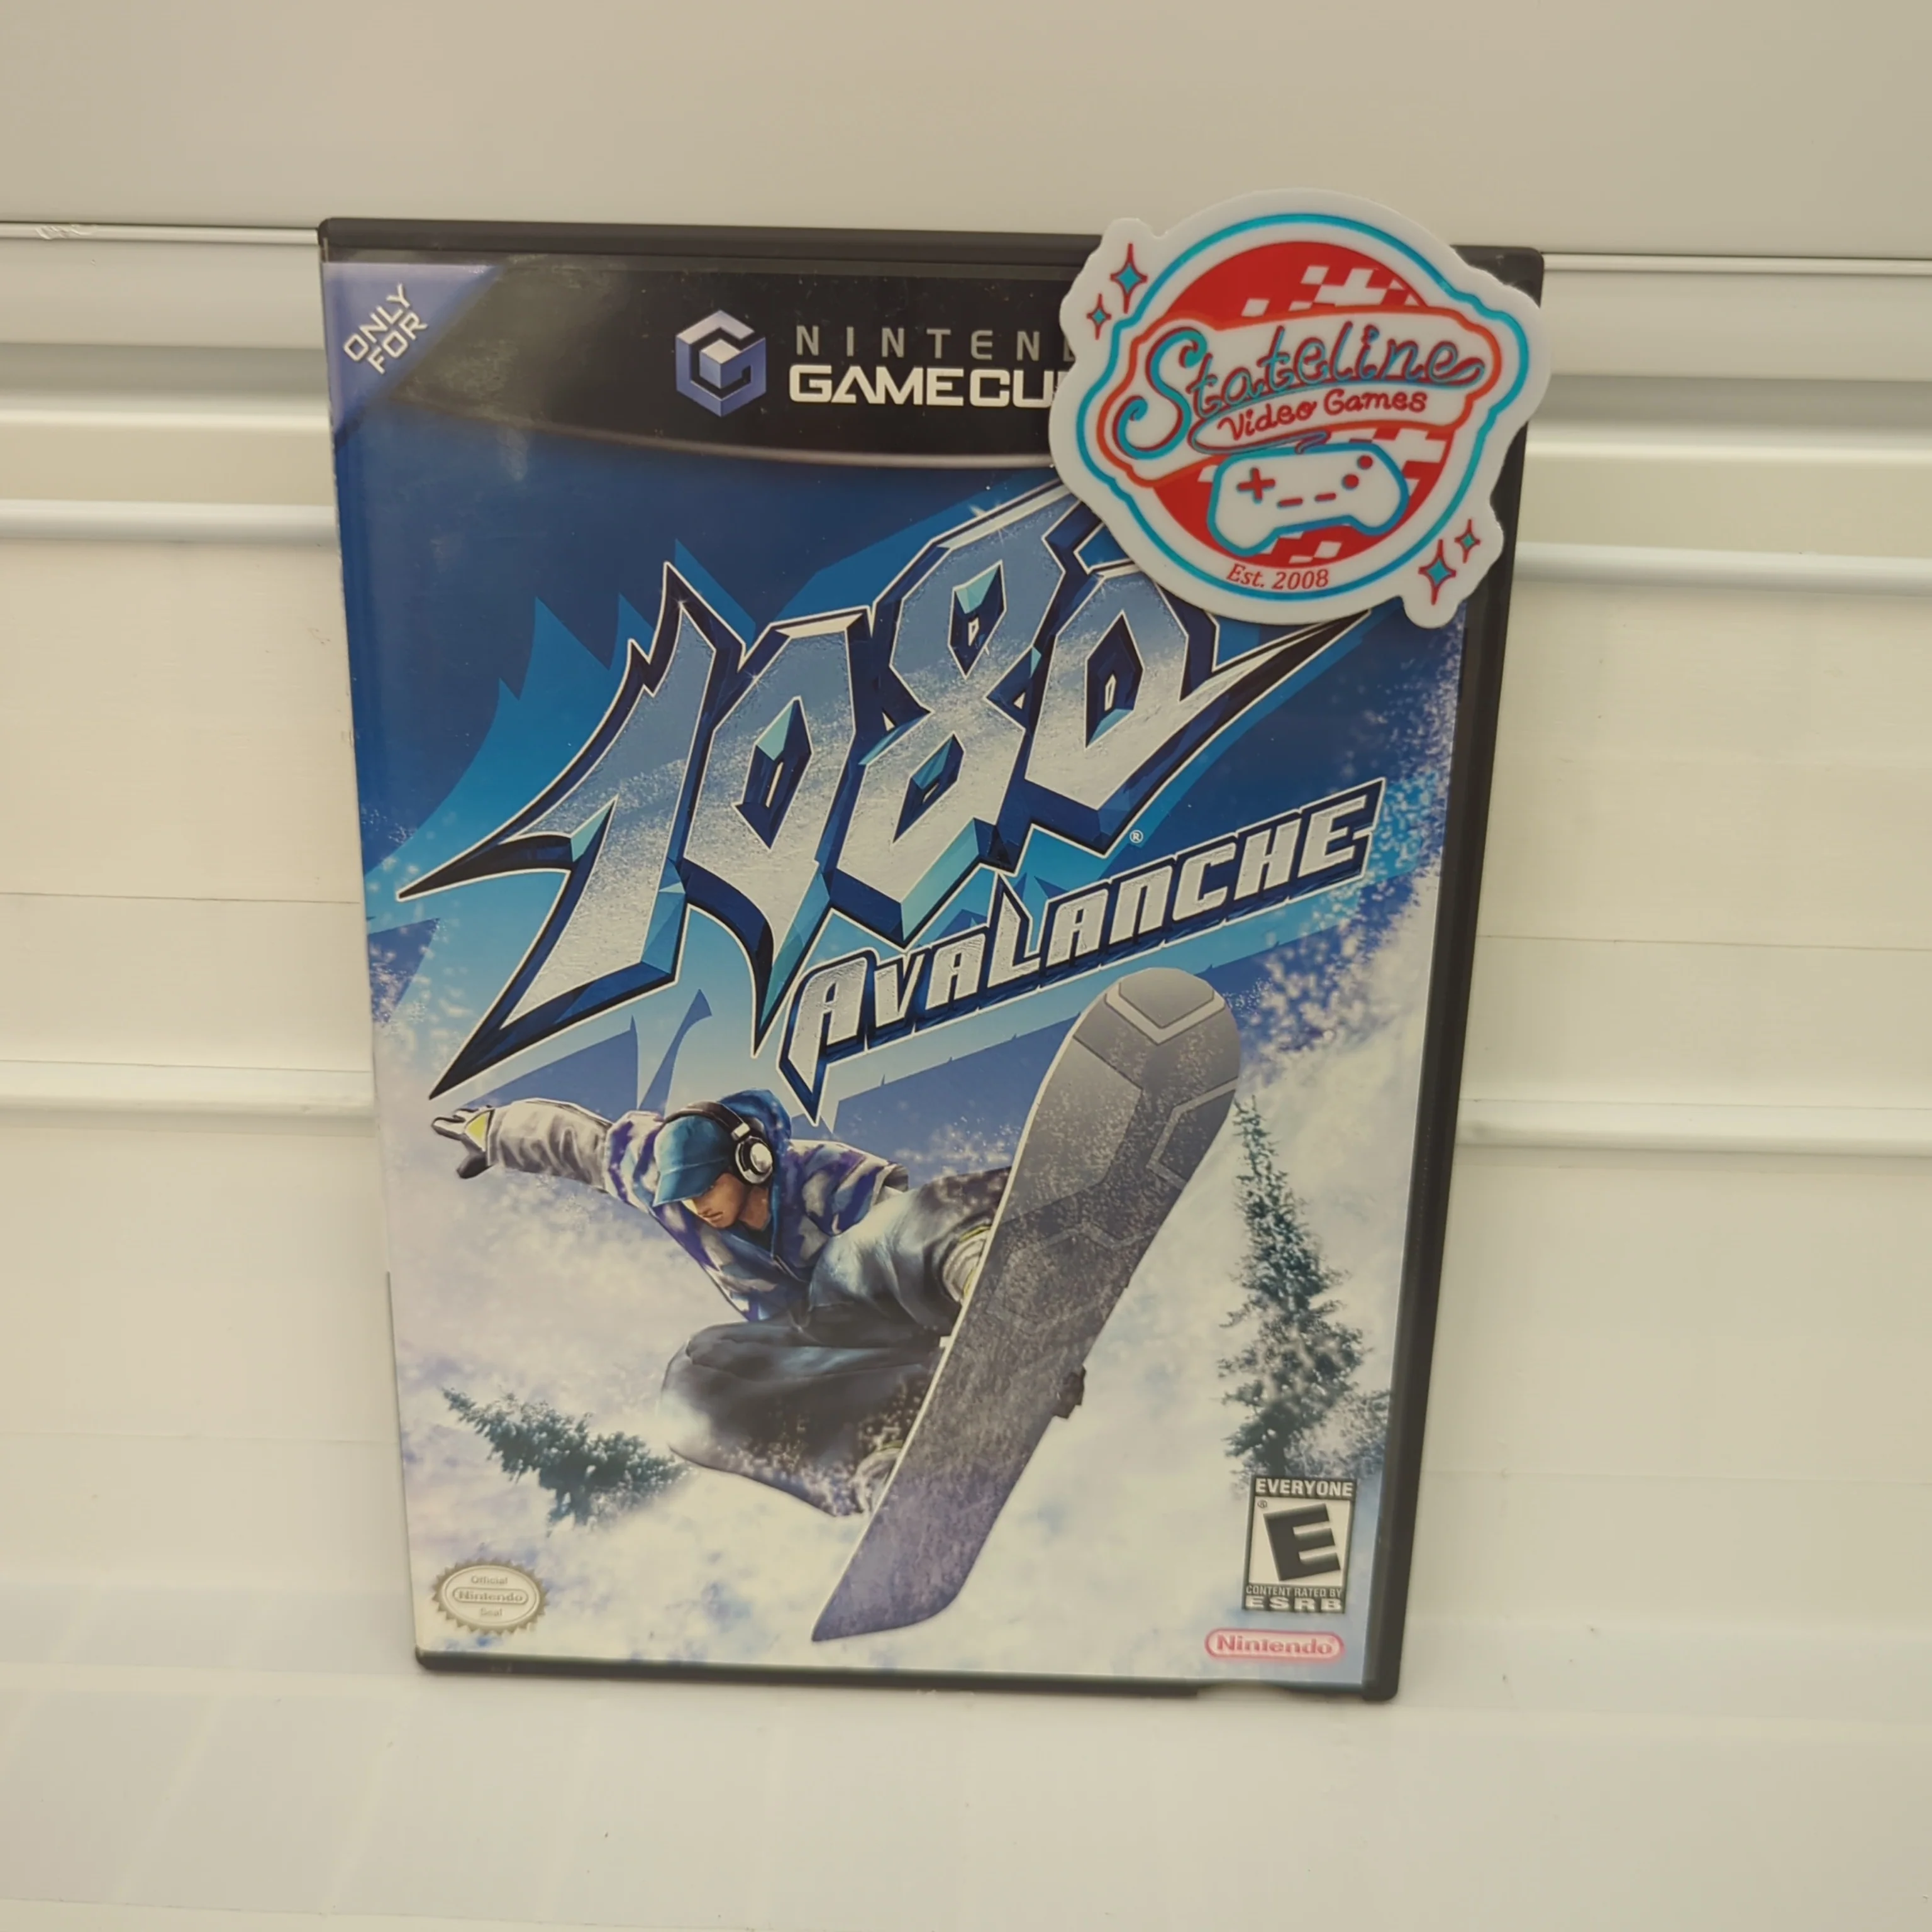 ONLY
FOR
NINTEN
GAMECU
Stateline
Video Games
Est. 2008
1080°
®
AVALANCHE
EVERYONE
E
CONTENT RATED BY
ESRB
Official
Nintendo
Seal
Nintendo®